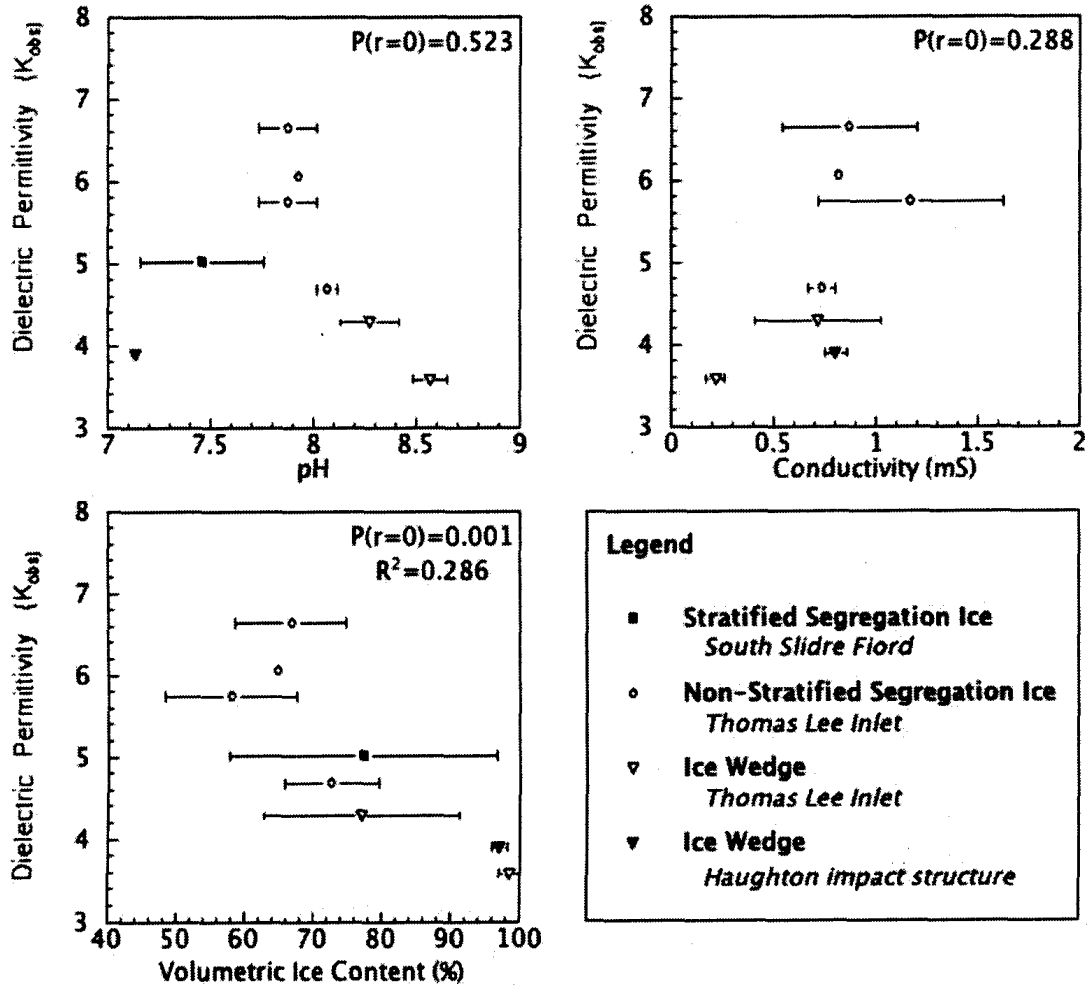 P(r=0)=0.523
Dielectric Permittivity {Kobs}
8
7
6
5
4
3
7 7.5 8 8.5 9
pH
P(r=0)=0.288
Dielectric Permittivity {Kobs}
8
7
6
5
4
3
0 0.5 1 1.5 2
Conductivity (mS)
P(r=0)=0.001
R²=0.286
Dielectric Permittivity {Kobs}
8
7
6
5
4
3
40 50 60 70 80 90 100
Volumetric Ice Content (%)
Legend
Stratified Segregation Ice
South Slidre Fiord
Non-Stratified Segregation Ice
Thomas Lee Inlet
Ice Wedge
Thomas Lee Inlet
Ice Wedge
Haughton impact structure